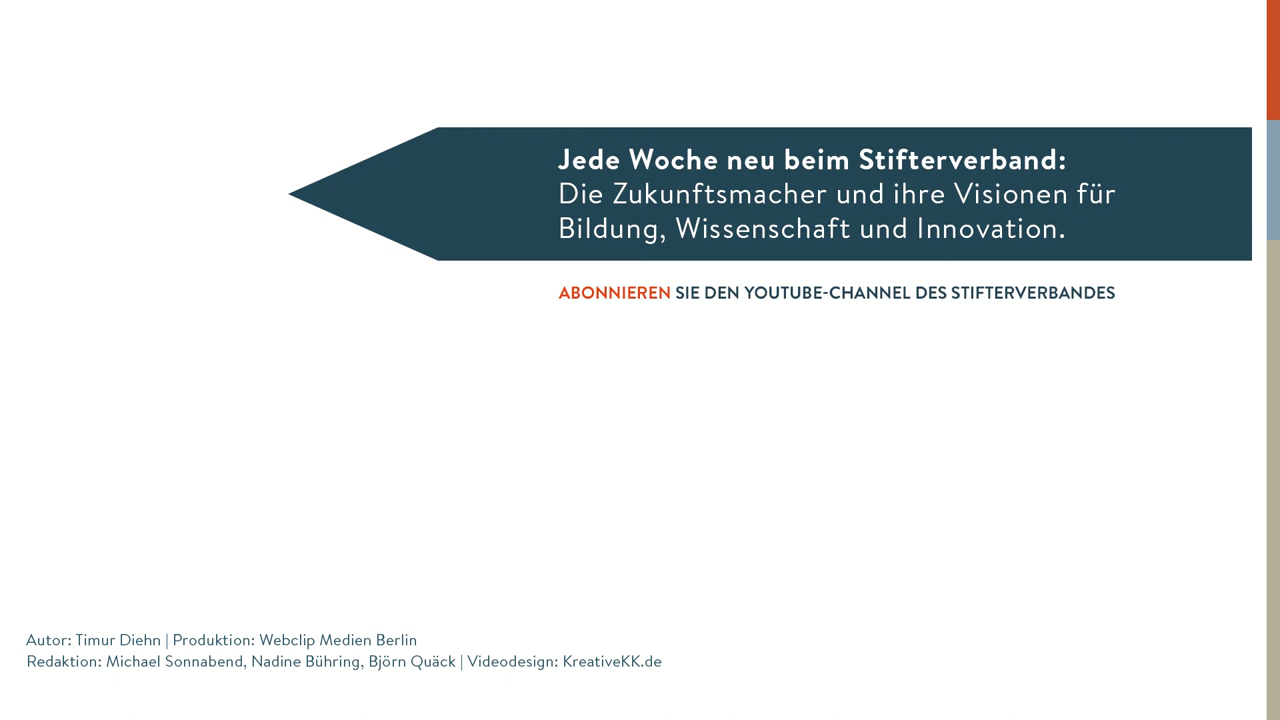 Jede Woche neu beim Stifterverband:
Die Zukunftsmacher und ihre Visionen für
Bildung, Wissenschaft und Innovation.
ABONNIEREN SIE DEN YOUTUBE-CHANNEL DES STIFTERVERBANDES
Autor: Timur Diehn | Produktion: Webclip Medien Berlin
Redaktion: Michael Sonnabend, Nadine Bühring, Björn Quäck | Videodesign: KreativeKK.de